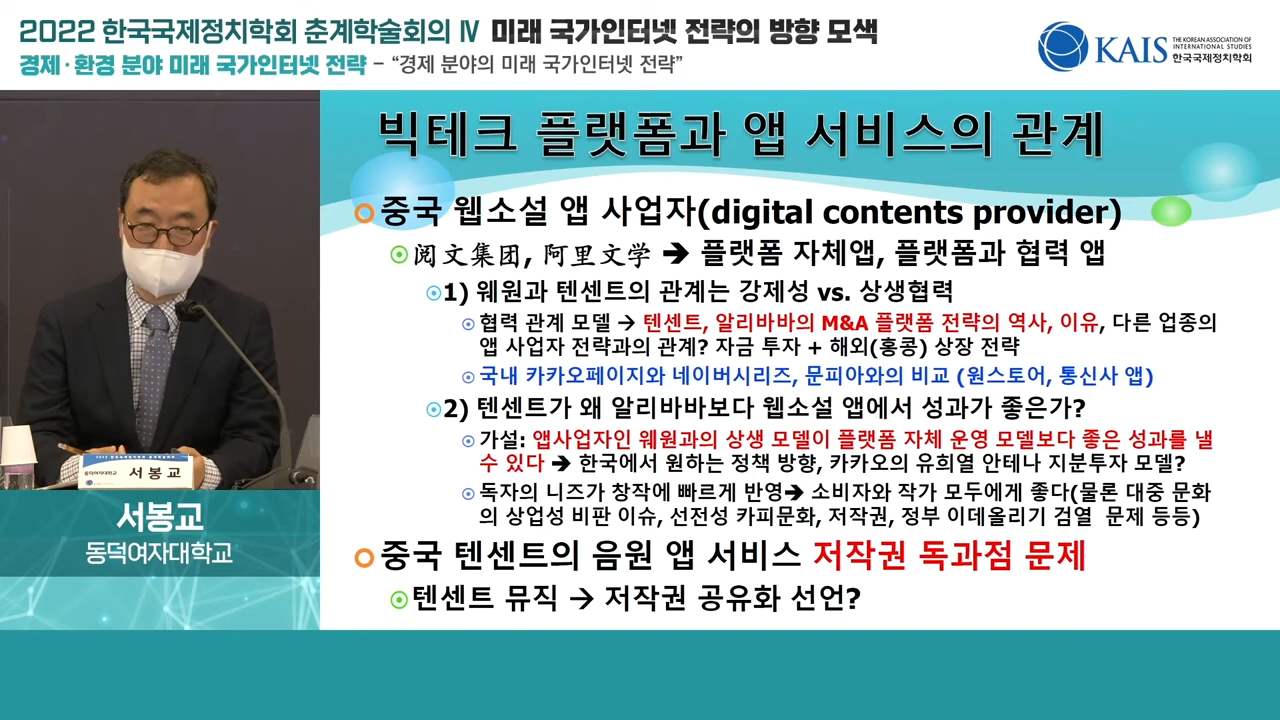 2022 한국국제정치학회 춘계학술회의 Ⅳ 미래 국가인터넷 전략의 방향 모색
경제·환경 분야 미래 국가인터넷 전략 – “경제 분야의 미래 국가인터넷 전략”
KAIS
THE KOREAN ASSOCIATION OF
INTERNATIONAL STUDIES
한국국제정치학회
빅테크 플랫폼과 앱 서비스의 관계
중국 웹소설 앱 사업자(digital contents provider)
阅文集团, 阿里文学 ➔ 플랫폼 자체앱, 플랫폼과 협력 앱
1) 웨원과 텐센트의 관계는 강제성 vs. 상생협력
협력 관계 모델 → 텐센트, 알리바바의 M&A 플랫폼 전략의 역사, 이유, 다른 업종의
앱 사업자 전략과의 관계? 자금 투자 + 해외(홍콩) 상장 전략
국내 카카오페이지와 네이버시리즈, 문피아와의 비교 (원스토어, 통신사 앱)
2) 텐센트가 왜 알리바바보다 웹소설 앱에서 성과가 좋은가?
가설: 앱사업자인 웨원과의 상생 모델이 플랫폼 자체 운영 모델보다 좋은 성과를 낼
수 있다 ➔ 한국에서 원하는 정책 방향, 카카오의 유희열 안테나 지분투자 모델?
독자의 니즈가 창작에 빠르게 반영➔ 소비자와 작가 모두에게 좋다(물론 대중 문화
의 상업성 비판 이슈, 선전성 카피문화, 저작권, 정부 이데올리기 검열 문제 등등)
중국 텐센트의 음원 앱 서비스 저작권 독과점 문제
텐센트 뮤직 → 저작권 공유화 선언?
동덕여자대학교 서 봉 교
서봉교
동덕여자대학교